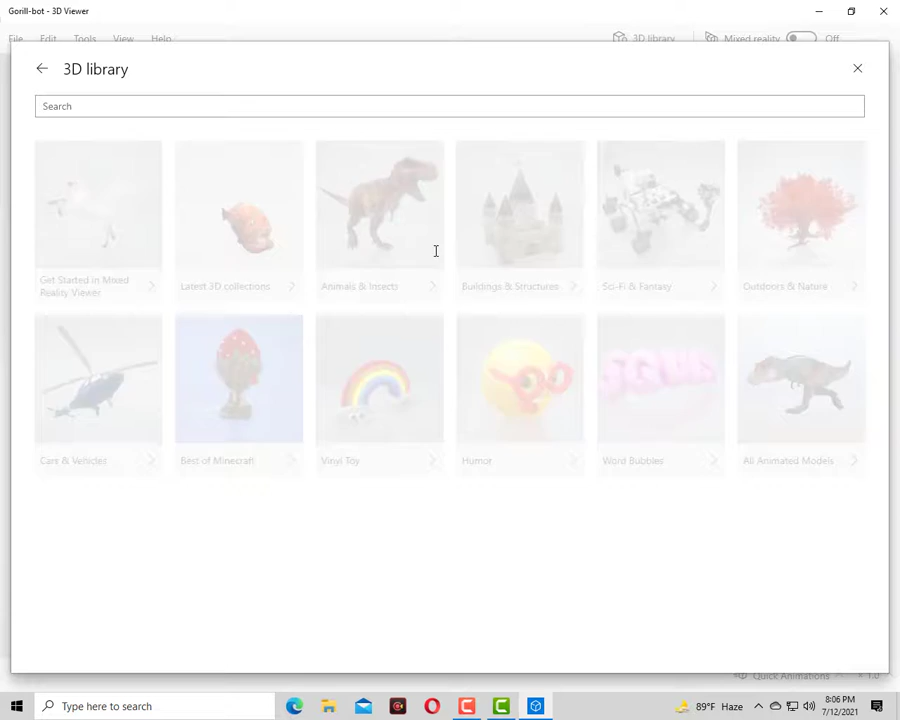 Gorill-bot - 3D Viewer
File Edit Tools View Help 3D library Mixed reality Off
3D library
Search
Get Started in Mixed
Reality Viewer
Latest 3D collections
Animals & Insects
Buildings & Structures
Sci-Fi & Fantasy
Outdoors & Nature
Cars & Vehicles
Best of Minecraft
Vinyl Toy
Humor
Word Bubbles
All Animated Models
Quick Animations × 1.0
Type here to search
89°F Haze
8:06 PM
7/12/2021